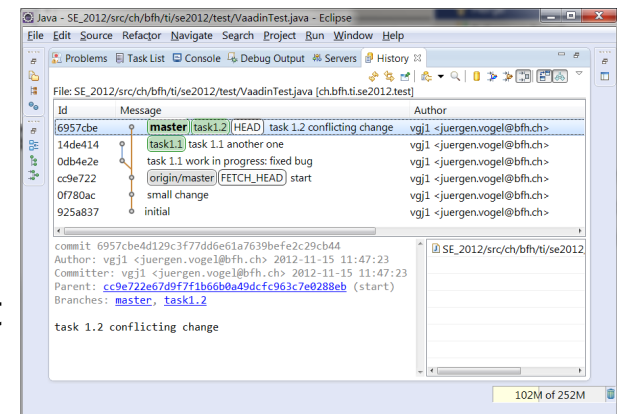 Java - SE_2012/src/ch/bfh/ti/se2012/test/VaadinTest.java - Eclipse
File Edit Source Refactor Navigate Search Project Run Window Help
Problems Task List Console Debug Output Servers History
File: SE_2012/src/ch/bfh/ti/se2012/test/VaadinTest.java [ch.bfh.ti.se2012.test]
Id Message Author
6957cbe master task1.2 HEAD task 1.2 conflicting change vgj1 <juergen.vogel@bfh.ch>
14de414 task1.1 task 1.1 another one vgj1 <juergen.vogel@bfh.ch>
0db4e2e task 1.1 work in progress: fixed bug vgj1 <juergen.vogel@bfh.ch>
cc9e722 origin/master FETCH_HEAD start vgj1 <juergen.vogel@bfh.ch>
0f780ac small change vgj1 <juergen.vogel@bfh.ch>
925a837 initial vgj1 <juergen.vogel@bfh.ch>
commit 6957cbe4d129c3f77dd6e61a7639befe2c29cb44
Author: vgj1 <juergen.vogel@bfh.ch> 2012-11-15 11:47:23
Committer: vgj1 <juergen.vogel@bfh.ch> 2012-11-15 11:47:23
Parent: cc9e722e67d9f7f1b66b0a49dcfc963c7e0288eb (start)
Branches: master, task1.2
task 1.2 conflicting change
SE_2012/src/ch/bfh/ti/se2012
102M of 252M